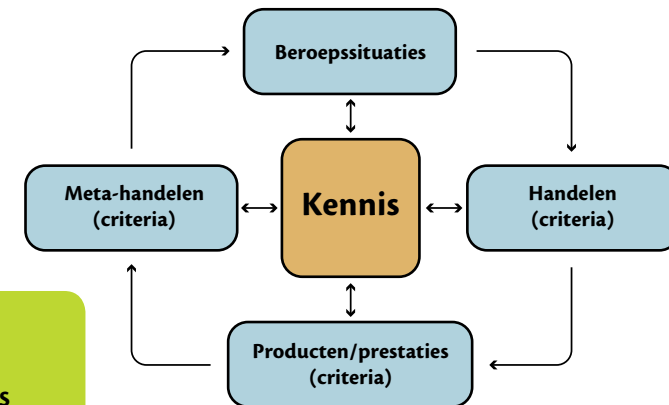 Beroepssituaties
Meta-handelen
(criteria)
Kennis
Handelen
(criteria)
Producten/prestaties
(criteria)